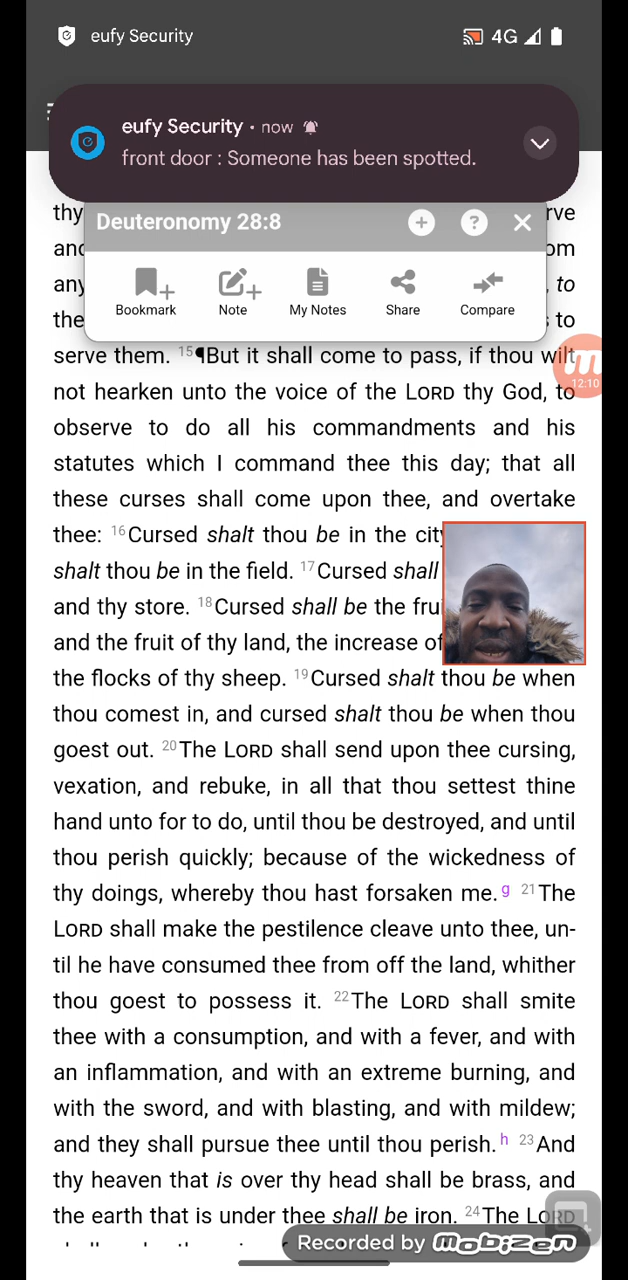 eufy Security 4G
eufy Security • now
front door : Someone has been spotted.
thy rve
Deuteronomy 28:8 + ?
and om
any , to
Bookmark Note My Notes Share Compare
the s to
serve them. 15¶But it shall come to pass, if thou wilt
12:10
not hearken unto the voice of the LORD thy God, to
observe to do all his commandments and his
statutes which I command thee this day; that all
these curses shall come upon thee, and overtake
thee: 16Cursed shalt thou be in the city
shalt thou be in the field. 17Cursed shall
and thy store. 18Cursed shall be the frui
and the fruit of thy land, the increase of
the flocks of thy sheep. 19Cursed shalt thou be when
thou comest in, and cursed shalt thou be when thou
goest out. 20The LORD shall send upon thee cursing,
vexation, and rebuke, in all that thou settest thine
hand unto for to do, until thou be destroyed, and until
thou perish quickly; because of the wickedness of
thy doings, whereby thou hast forsaken me.g 21The
LORD shall make the pestilence cleave unto thee, un-
til he have consumed thee from off the land, whither
thou goest to possess it. 22The LORD shall smite
thee with a consumption, and with a fever, and with
an inflammation, and with an extreme burning, and
with the sword, and with blasting, and with mildew;
and they shall pursue thee until thou perish.h 23And
thy heaven that is over thy head shall be brass, and
the earth that is under thee shall be iron. 24The LORD
Recorded by Mobizen